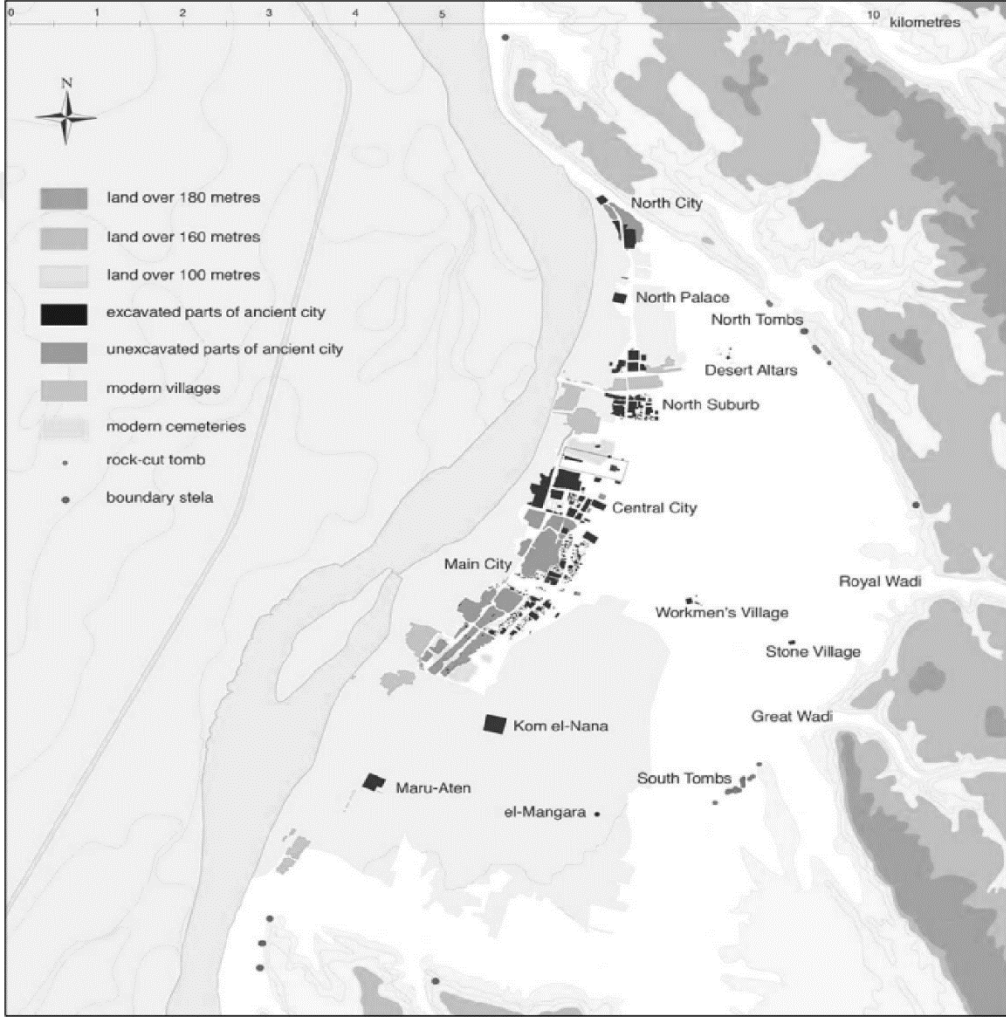 0 1 2 3 4 5 10 kilometres
N
land over 180 metres
land over 160 metres
land over 100 metres
excavated parts of ancient city
unexcavated parts of ancient city
modern villages
modern cemeteries
rock-cut tomb
boundary stela
North City
North Palace
North Tombs
Desert Altars
North Suburb
Central City
Main City
Royal Wadi
Workmen's Village
Stone Village
Great Wadi
Kom el-Nana
South Tombs
Maru-Aten
el-Mangara